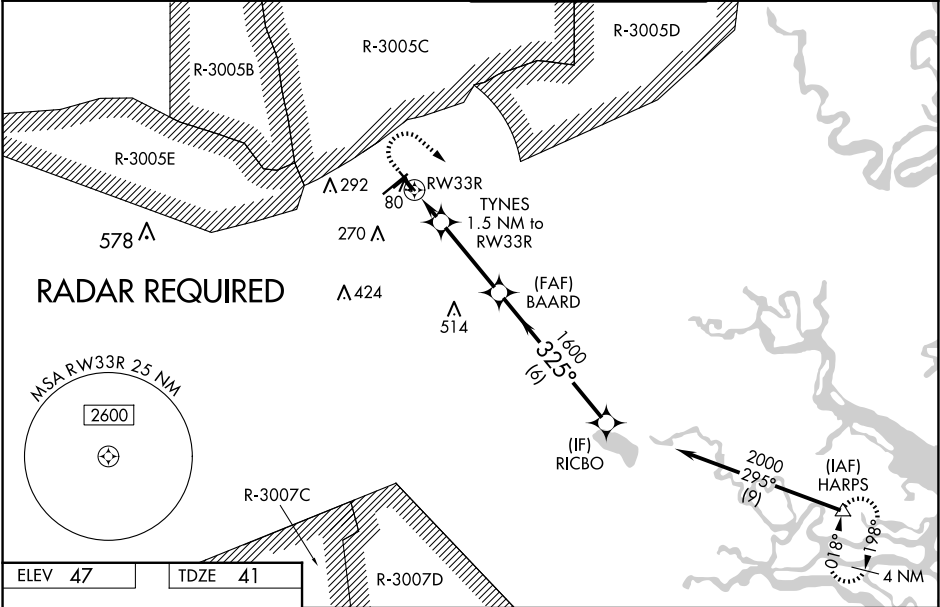 R-3005C
R-3005D
R-3005B
R-3005E
292
RW33R
80
TYNES
1.5 NM to
RW33R
578
270
RADAR REQUIRED
424
(FAF)
BAARD
514
1600
325°
(6)
MSA RW33R 25 NM
2600
(IF)
RICBO
2000
295°
(9)
(IAF)
HARPS
R-3007C
018°
198°
4 NM
ELEV 47
TDZE 41
R-3007D